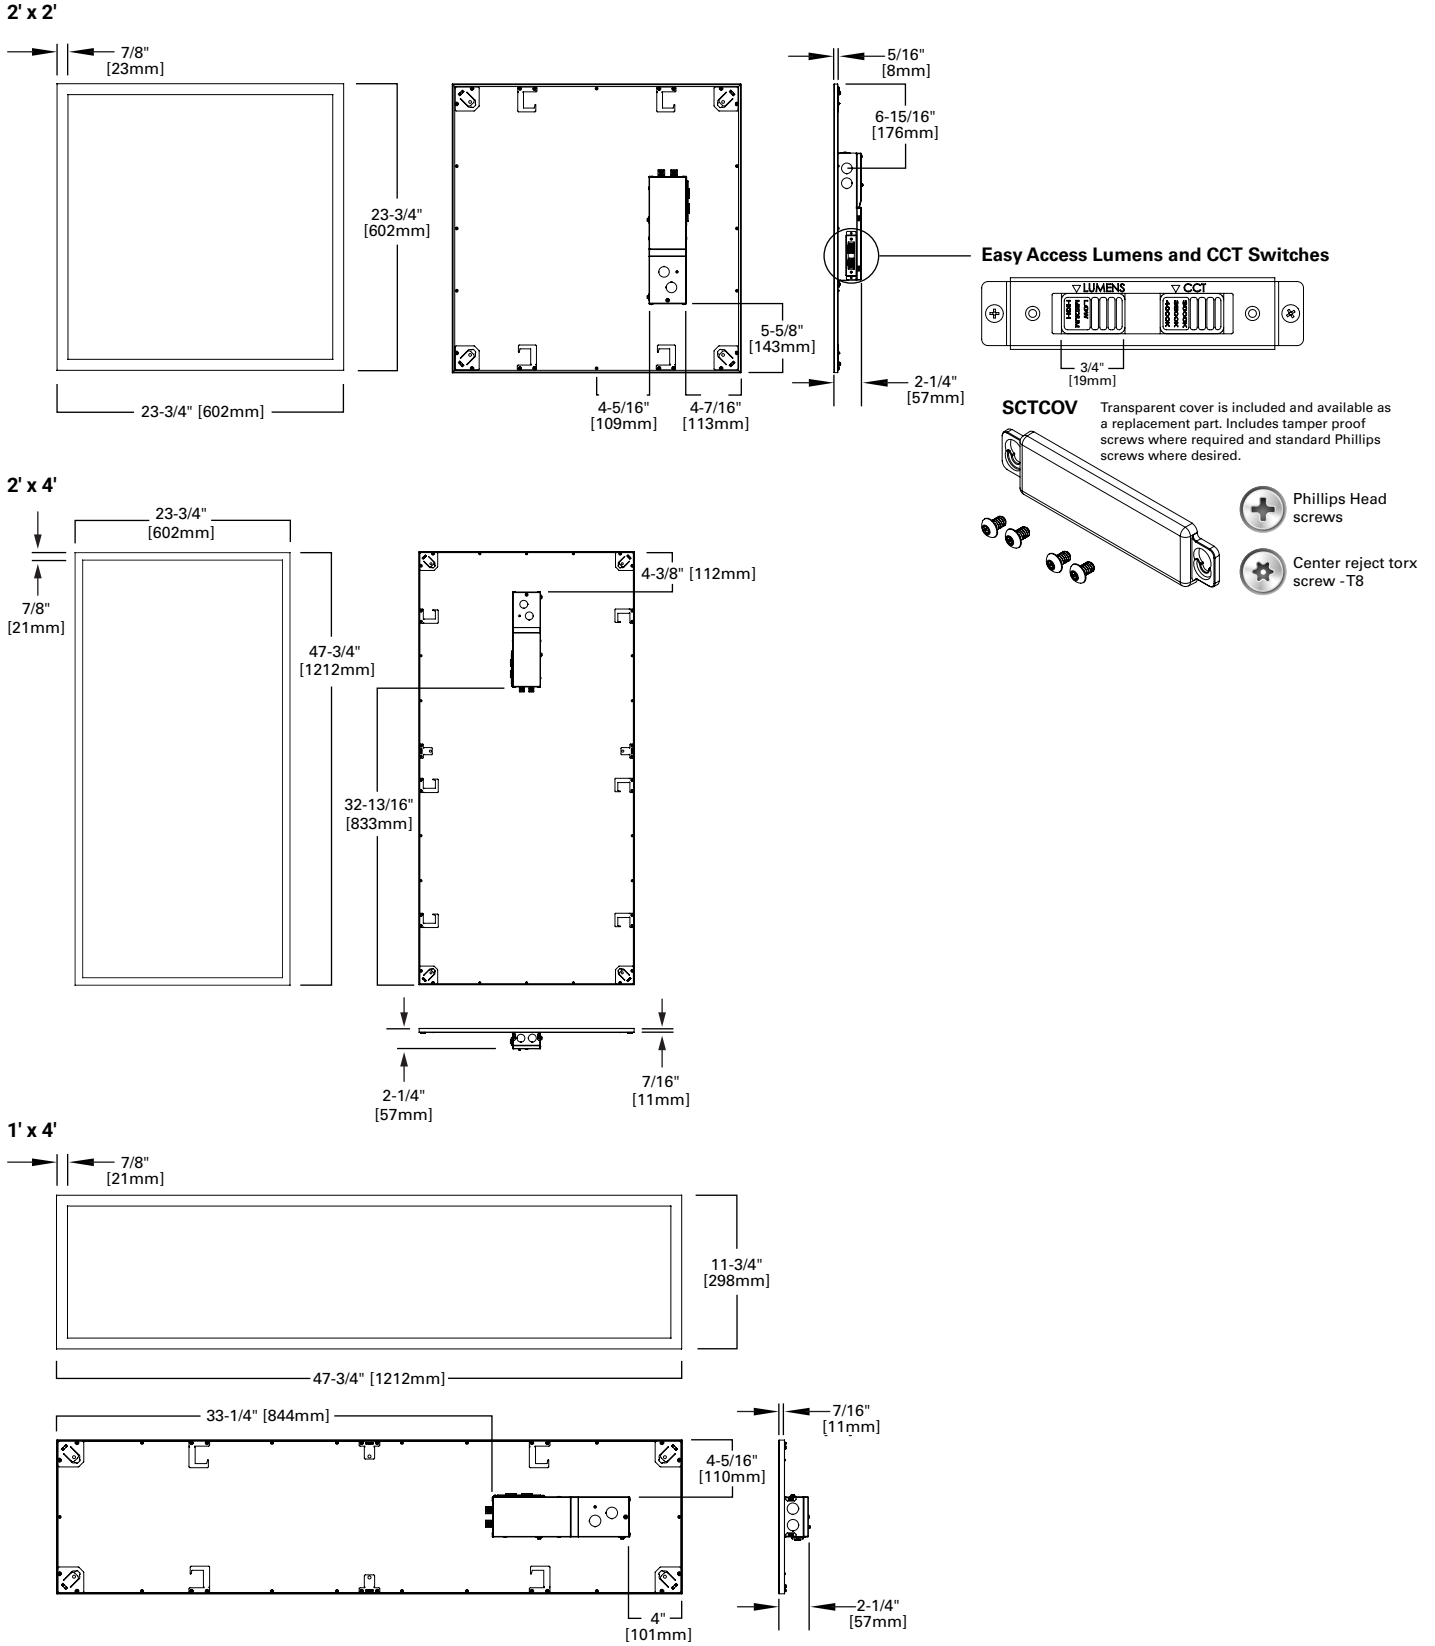 2' x 2'
7/8"
[23mm]
23-3/4"
[602mm]
23-3/4" [602mm]
5-5/8"
[143mm]
4-5/16"
[109mm]
4-7/16"
[113mm]
5/16"
[8mm]
6-15/16"
[176mm]
2-1/4"
[57mm]
Easy Access Lumens and CCT Switches
▽LUMENS
▽CCT
HIGH
MEDIUM
LOW
4000K
3500K
3000K
3/4"
[19mm]
SCTCOV
Transparent cover is included and available as
a replacement part. Includes tamper proof
screws where required and standard Phillips
screws where desired.
Phillips Head
screws
Center reject torx
screw -T8
2' x 4'
23-3/4"
[602mm]
7/8"
[21mm]
47-3/4"
[1212mm]
4-3/8" [112mm]
32-13/16"
[833mm]
2-1/4"
[57mm]
7/16"
[11mm]
1' x 4'
7/8"
[21mm]
11-3/4"
[298mm]
47-3/4" [1212mm]
33-1/4" [844mm]
4-5/16"
[110mm]
4"
[101mm]
7/16"
[11mm]
2-1/4"
[57mm]